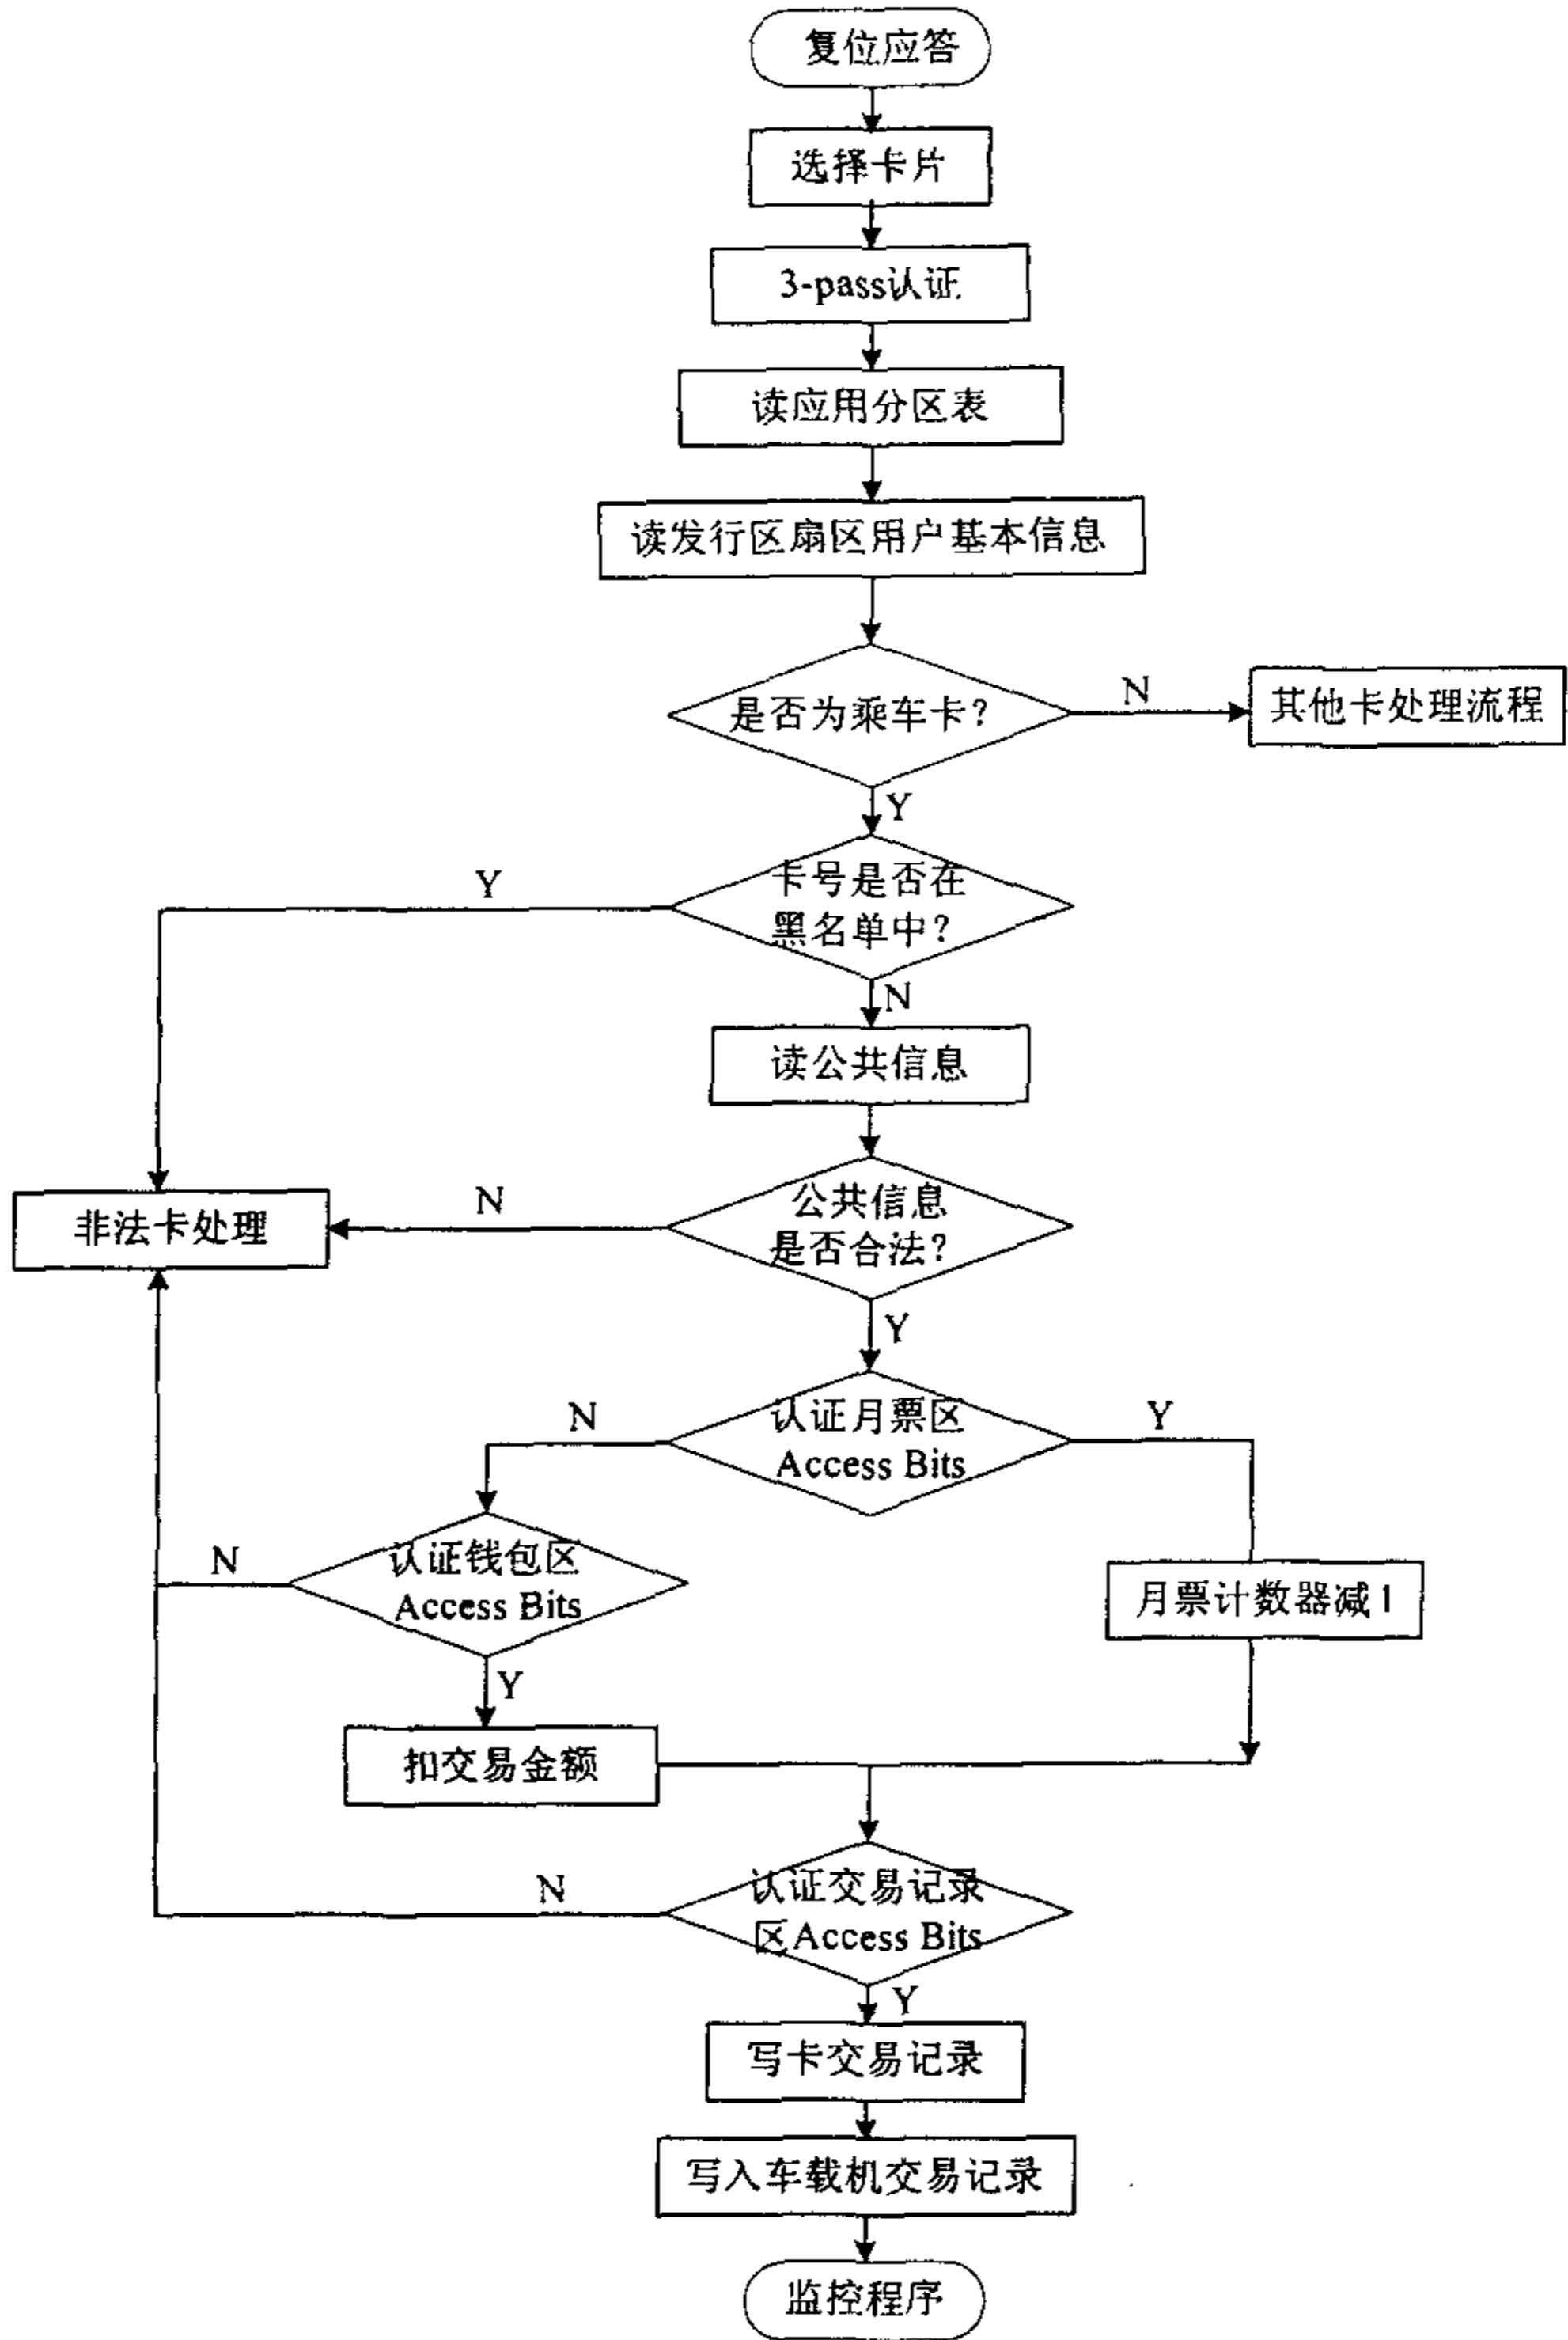 复位应答
选择卡片
3-pass认证
读应用分区表
读发行区扇区用户基本信息
是否为乘车卡?
N
其他卡处理流程
Y
卡号是否在
黑名单中?
Y
N
读公共信息
公共信息
是否合法?
N
非法卡处理
Y
认证月票区
Access Bits
N
Y
认证钱包区
Access Bits
N
月票计数器减1
Y
扣交易金额
认证交易记录
区Access Bits
N
Y
写卡交易记录
写入车载机交易记录
监控程序